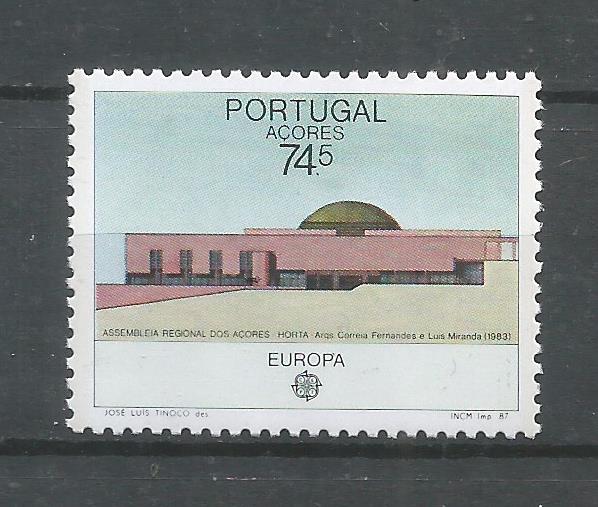 PORTUGAL
AÇORES
74.5
ASSEMBLEIA REGIONAL DOS AÇORES - HORTA - Arqs Correia Fernandes e Luis Miranda (1983)
EUROPA
JOSÉ LUÍS TINOCO des. INCM Imp. 87